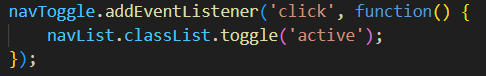 navToggle.addEventListener('click', function() {
    navList.classList.toggle('active');
});